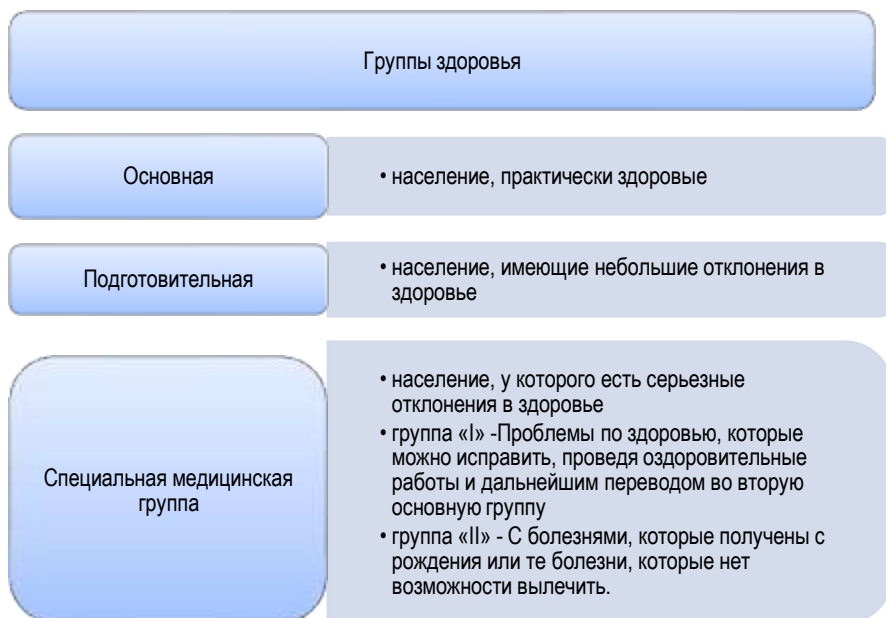 Группы здоровья
Основная
• население, практически здоровые
Подготовительная
• население, имеющие небольшие отклонения в
здоровье
Специальная медицинская
группа
• население, у которого есть серьезные
отклонения в здоровье
• группа «I» -Проблемы по здоровью, которые
можно исправить, проведя оздоровительные
работы и дальнейшим переводом во вторую
основную группу
• группа «II» - С болезнями, которые получены с
рождения или те болезни, которые нет
возможности вылечить.